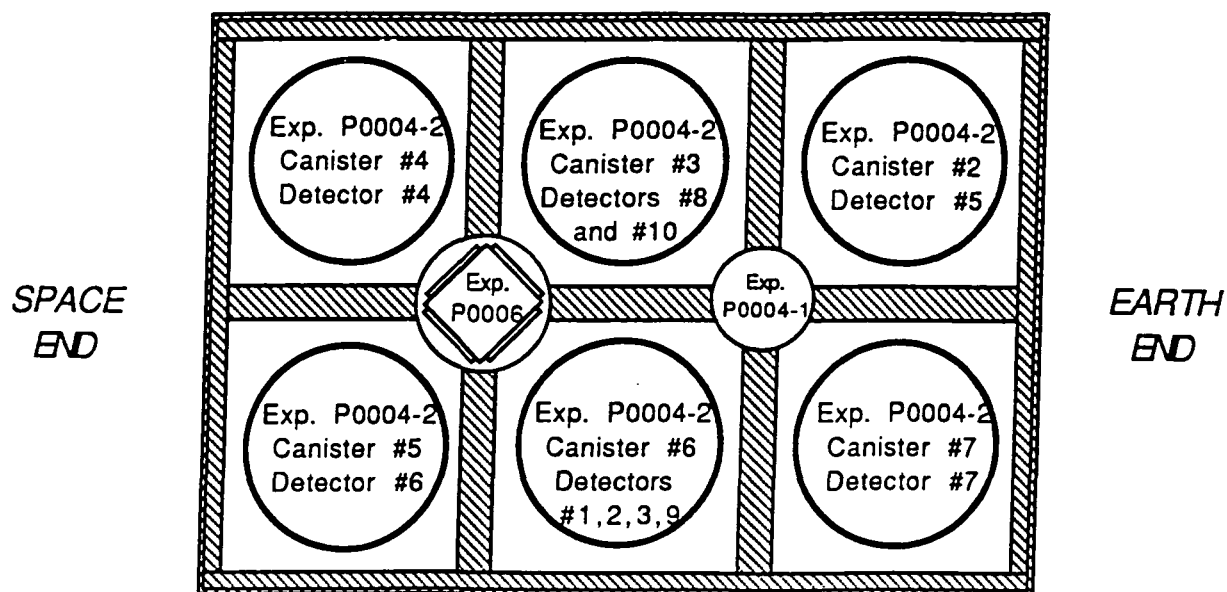 Exp. P0004-2
Canister #4
Detector #4
Exp. P0004-2
Canister #3
Detectors #8
and #10
Exp. P0004-2
Canister #2
Detector #5
SPACE
END
Exp.
P0006
Exp.
P0004-1
EARTH
END
Exp. P0004-2
Canister #5
Detector #6
Exp. P0004-2
Canister #6
Detectors
#1,2,3,9
Exp. P0004-2
Canister #7
Detector #7